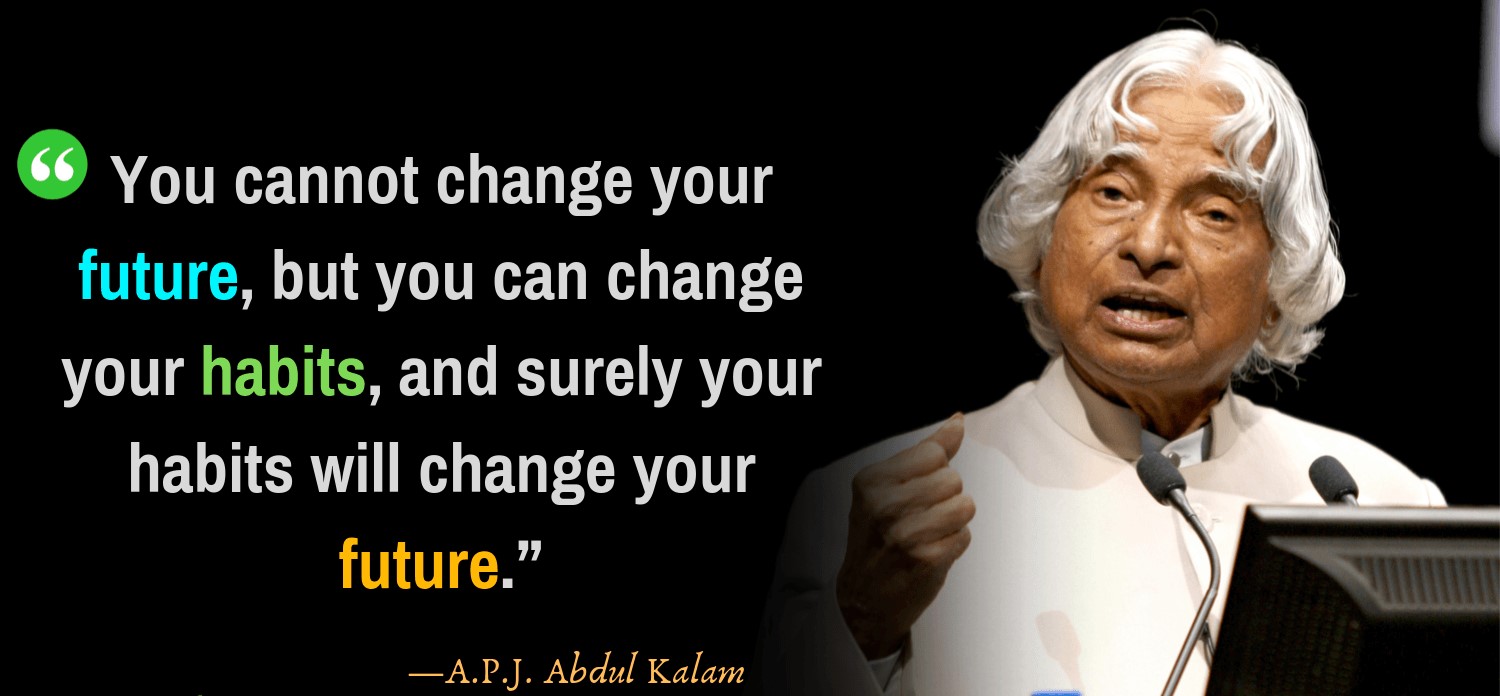 “ You cannot change your
future, but you can change
your habits, and surely your
habits will change your
future.”
—A.P.J. Abdul Kalam